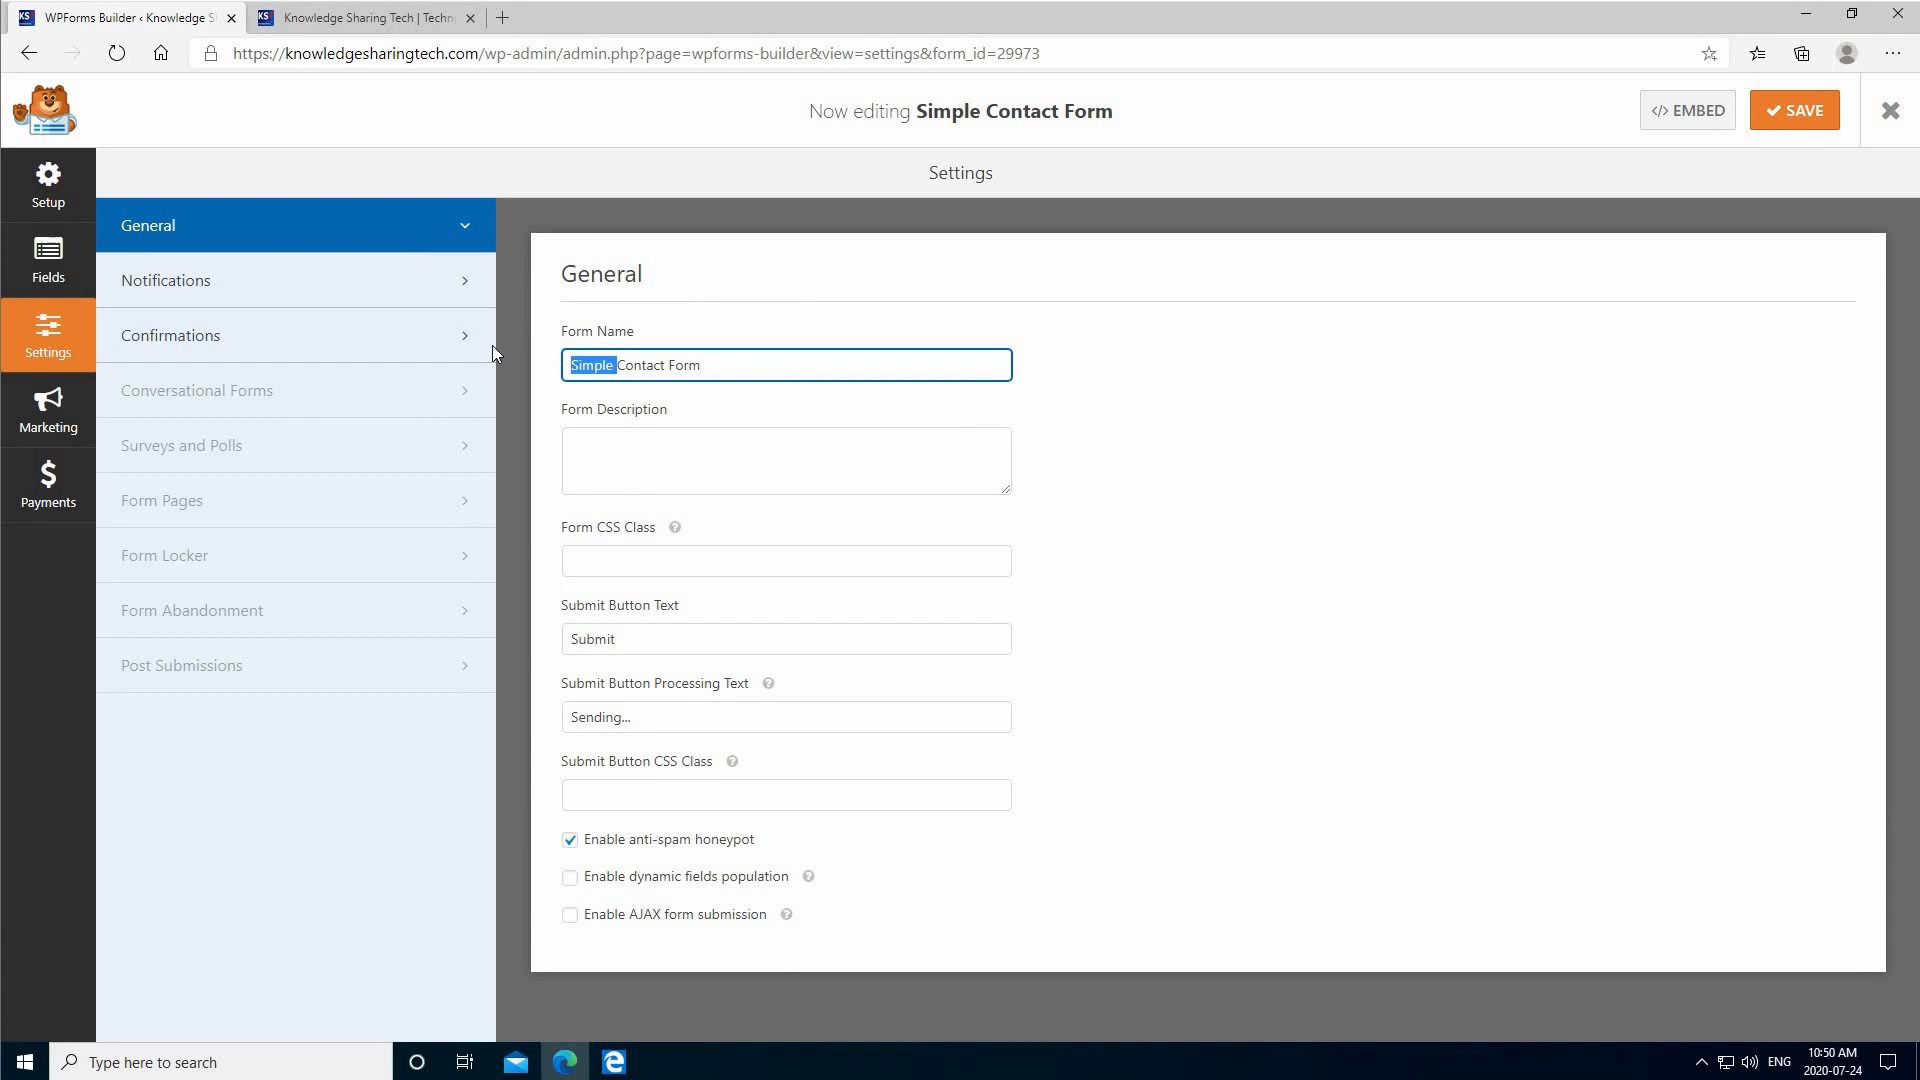 WPForms Builder ‹ Knowledge S
Knowledge Sharing Tech | Techn
https://knowledgesharingtech.com/wp-admin/admin.php?page=wpforms-builder&view=settings&form_id=29973
Now editing Simple Contact Form
</> EMBED
SAVE
Settings
Setup
Fields
Settings
Marketing
Payments
General
Notifications
Confirmations
Conversational Forms
Surveys and Polls
Form Pages
Form Locker
Form Abandonment
Post Submissions
General
Form Name
Simple Contact Form
Form Description
Form CSS Class
Submit Button Text
Submit
Submit Button Processing Text
Sending...
Submit Button CSS Class
Enable anti-spam honeypot
Enable dynamic fields population
Enable AJAX form submission
Type here to search
ENG
10:50 AM
2020-07-24